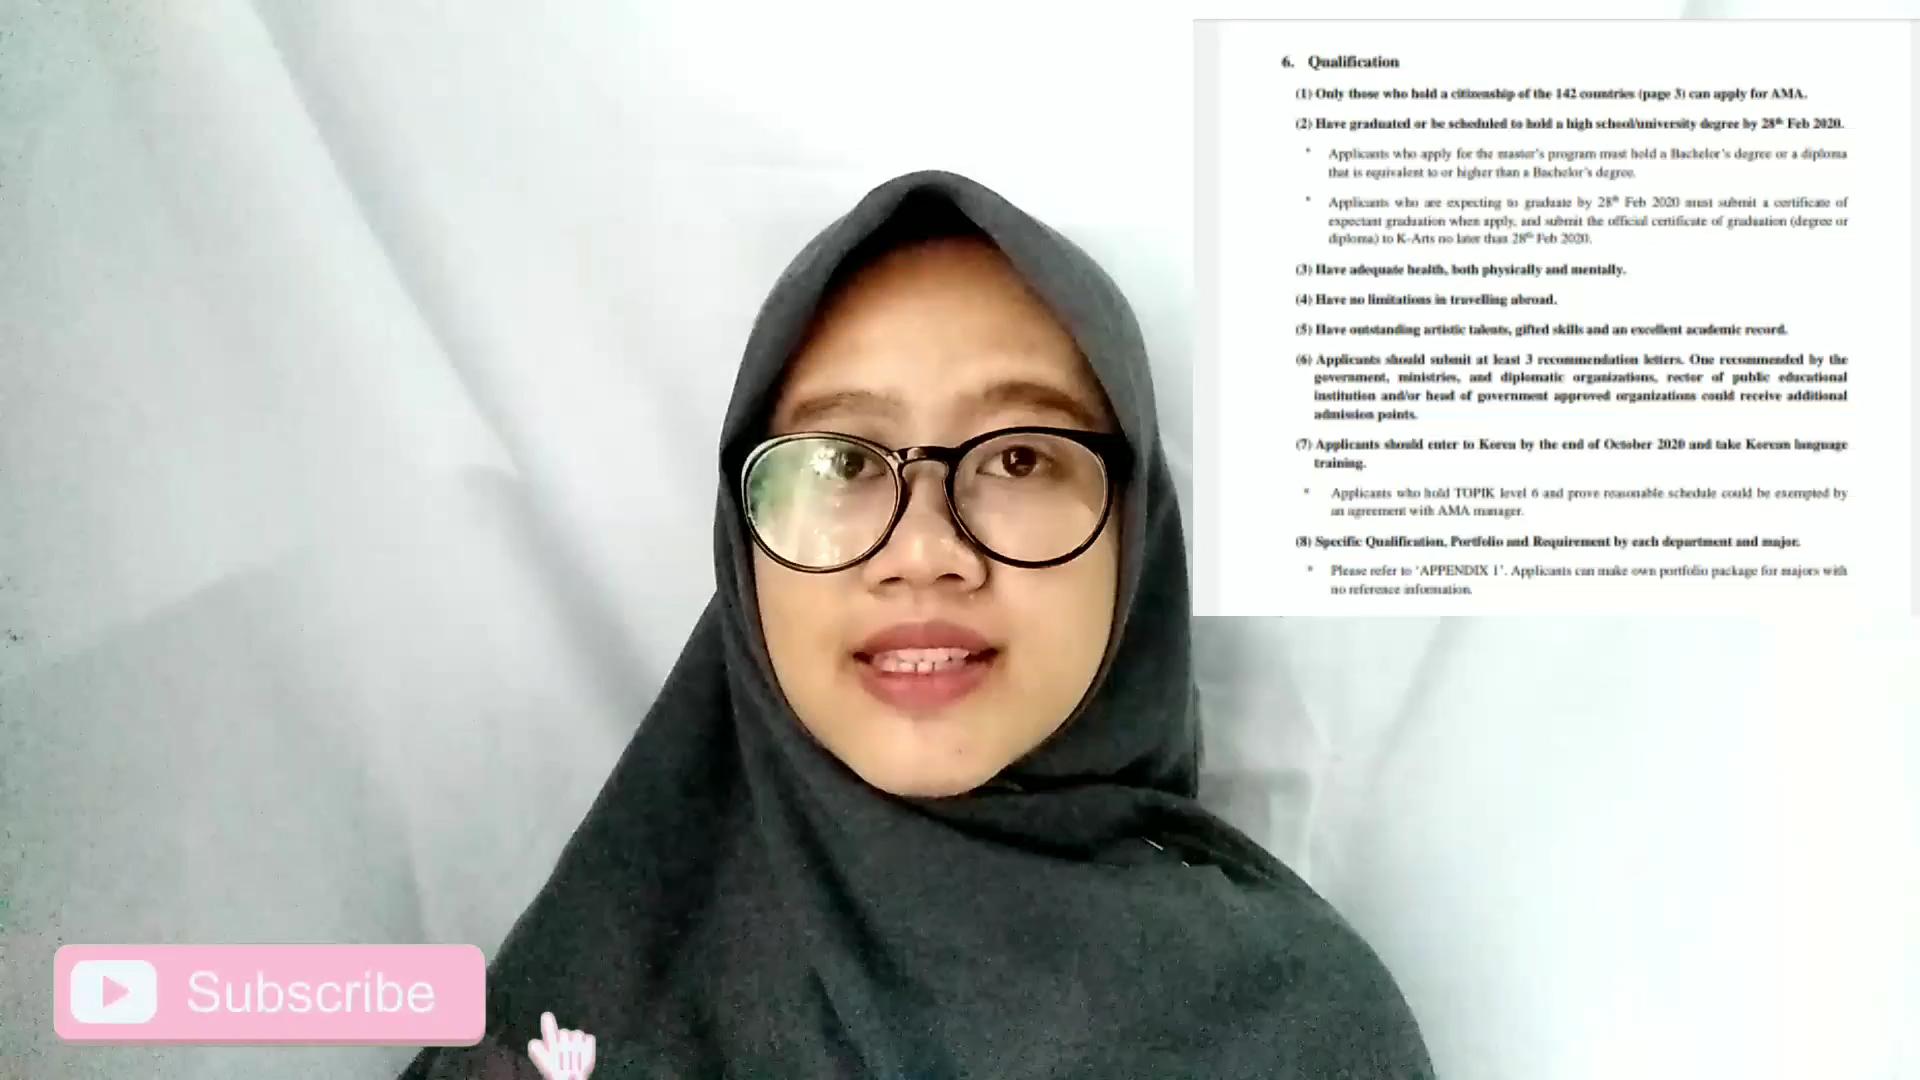 6. Qualification
(1) Only those who hold a citizenship of the 142 countries (page 3) can apply for AMA.
(2) Have graduated or be scheduled to hold a high school/university degree by 28th Feb 2020.
* Applicants who apply for the master's program must hold a Bachelor's degree or a diploma
that is equivalent to or higher than a Bachelor's degree.
* Applicants who are expecting to graduate by 28th Feb 2020 must submit a certificate of
expectant graduation when apply, and submit the official certificate of graduation (degree or
diploma) to K-Arts no later than 28th Feb 2020.
(3) Have adequate health, both physically and mentally.
(4) Have no limitations in travelling abroad.
(5) Have outstanding artistic talents, gifted skills and an excellent academic record.
(6) Applicants should submit at least 3 recommendation letters. One recommended by the
government, ministries, and diplomatic organizations, rector of public educational
institution and/or head of government approved organizations could receive additional
admission points.
(7) Applicants should enter to Korea by the end of October 2020 and take Korean language
training.
* Applicants who hold TOPIK level 6 and prove reasonable schedule could be exempted by
an agreement with AMA manager.
(8) Specific Qualification, Portfolio and Requirement by each department and major.
* Please refer to 'APPENDIX 1'. Applicants can make own portfolio package for majors with
no reference information.
Subscribe